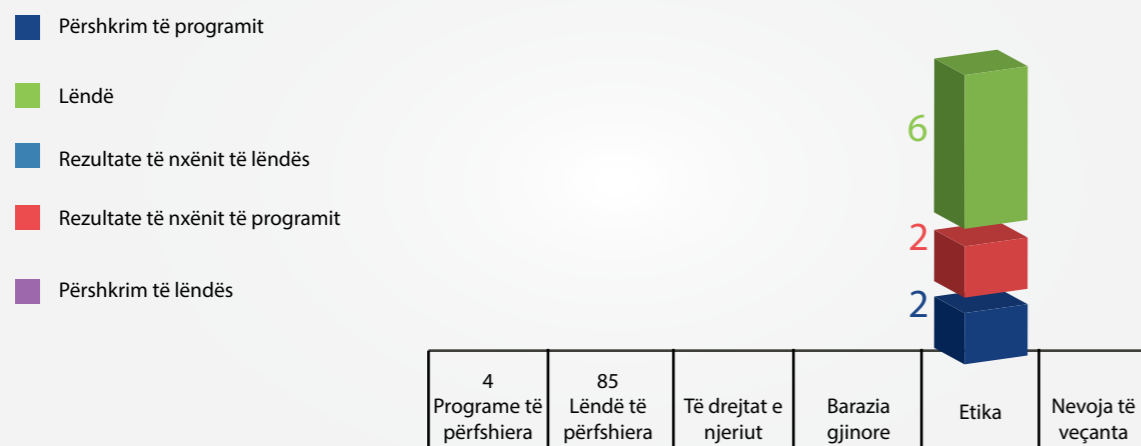 Përshkrim të programit
Lëndë
Rezultate të nxënit të lëndës
Rezultate të nxënit të programit
Përshkrim të lëndës
6
2
2
4
Programe të
përfshiera
85
Lëndë të
përfshiera
Të drejtat e
njeriut
Barazia
gjinore
Etika
Nevoja të
veçanta